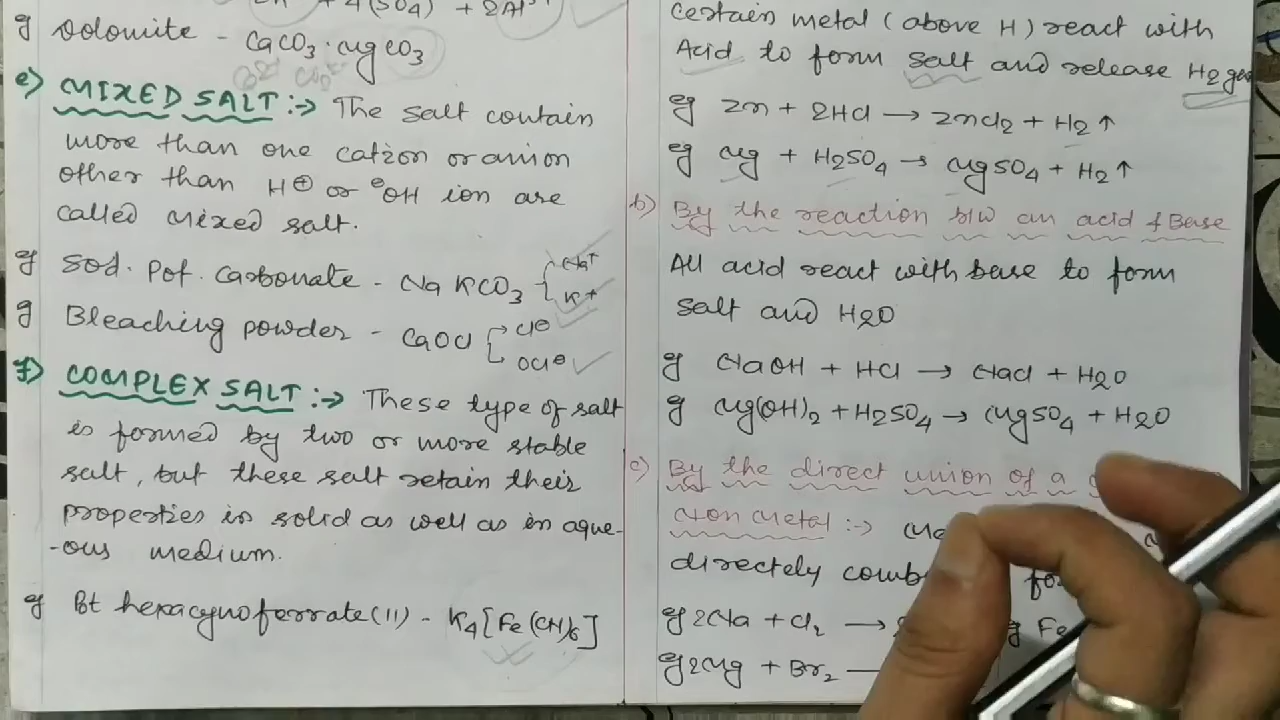 + 4(SO4) + 2Al3+
eg Dolomite - CaCO3·MgCO3
e) MIXED SALT :-> The salt contain
more than one cation or anion
other than H⊕ or ⊖OH ion are
called Mixed salt.
eg Sod. Pot. Carbonate - NaKCO3 Na+
K+
eg Bleaching powder - CaOCl Cl⊖
OCl⊖
f) COMPLEX SALT :-> These type of salt
is formed by two or more stable
salt, but these salt retain their
properties in solid as well as in aque-
-ous medium.
eg Pt hexacynoferrate(II) - K4[Fe(CN)6]
Certain metal (above H) react with
Acid to form salt and release H2 gas
eg Zn + 2HCl → ZnCl2 + H2↑
eg Mg + H2SO4 → MgSO4 + H2↑
b) By the reaction b/w an acid & Base
All acid react with base to form
salt and H2O
eg NaOH + HCl → NaCl + H2O
eg Mg(OH)2 + H2SO4 → MgSO4 + H2O
c) By the direct union of a
Non Metal :->
directely
eg 2Na + Cl2 → eg Fe
eg 2Mg + Br2 —